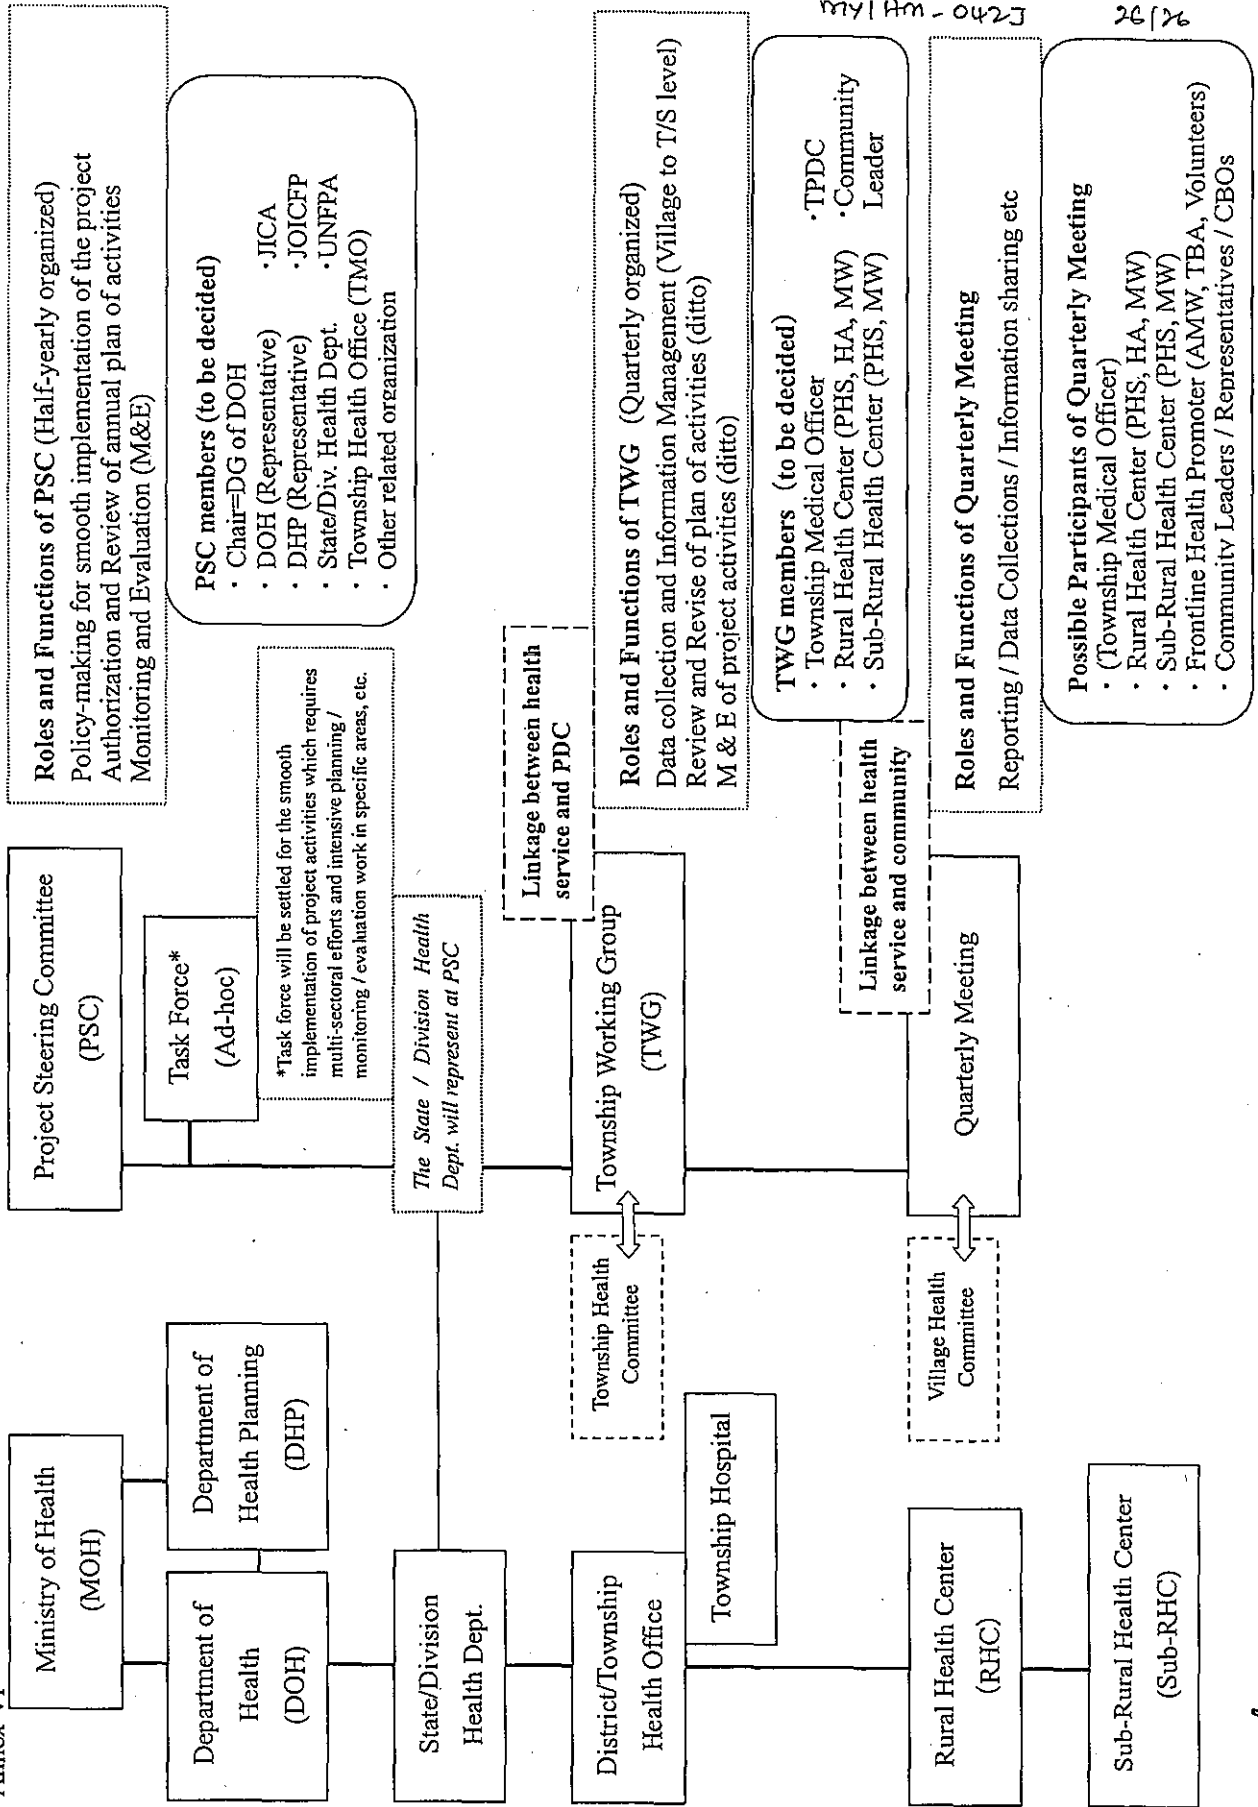 MYIAM-042J
26/26
Annex VI
Ministry of Health
(MOH)
Department of
Health
(DOH)
Department of
Health Planning
(DHP)
State/Division
Health Dept.
District/Township
Health Office
Township Hospital
Rural Health Center
(RHC)
Sub-Rural Health Center
(Sub-RHC)
Project Steering Committee
(PSC)
Task Force*
(Ad-hoc)
*Task force will be settled for the smooth
implementation of project activities which requires
multi-sectoral efforts and intensive planning /
monitoring / evaluation work in specific areas, etc.
The State / Division Health
Dept. will represent at PSC
Township Health
Committee
Township Working Group
(TWG)
Linkage between health
service and PDC
Village Health
Committee
Quarterly Meeting
Linkage between health
service and community
Roles and Functions of PSC (Half-yearly organized)
Policy-making for smooth implementation of the project
Authorization and Review of annual plan of activities
Monitoring and Evaluation (M&E)
PSC members (to be decided)
・ Chair=DG of DOH
・ DOH (Representative) ・JICA
・ DHP (Representative) ・JOICFP
・ State/Div. Health Dept. ・UNFPA
・ Township Health Office (TMO)
・ Other related organization
Roles and Functions of TWG (Quarterly organized)
Data collection and Information Management (Village to T/S level)
Review and Revise of plan of activities (ditto)
M & E of project activities (ditto)
TWG members (to be decided)
・ Township Medical Officer ・TPDC
・ Rural Health Center (PHS, HA, MW) ・Community
・ Sub-Rural Health Center (PHS, MW) Leader
Roles and Functions of Quarterly Meeting
Reporting / Data Collections / Information sharing etc
Possible Participants of Quarterly Meeting
・ (Township Medical Officer)
・ Rural Health Center (PHS, HA, MW)
・ Sub-Rural Health Center (PHS, MW)
・ Frontline Health Promoter (AMW, TBA, Volunteers)
・ Community Leaders / Representatives / CBOs